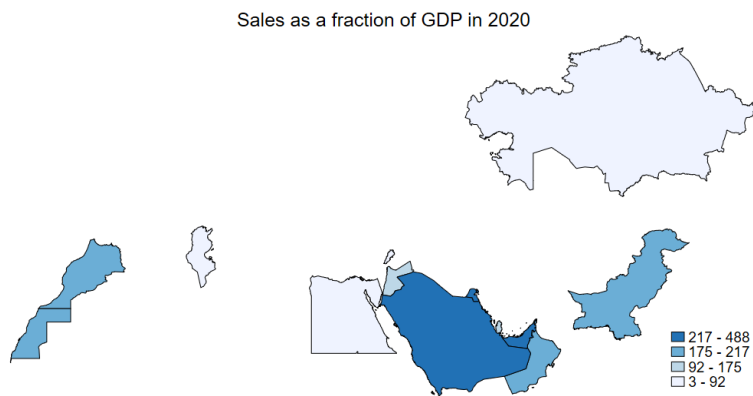 Sales as a fraction of GDP in 2020
217 - 488
175 - 217
92 - 175
3 - 92